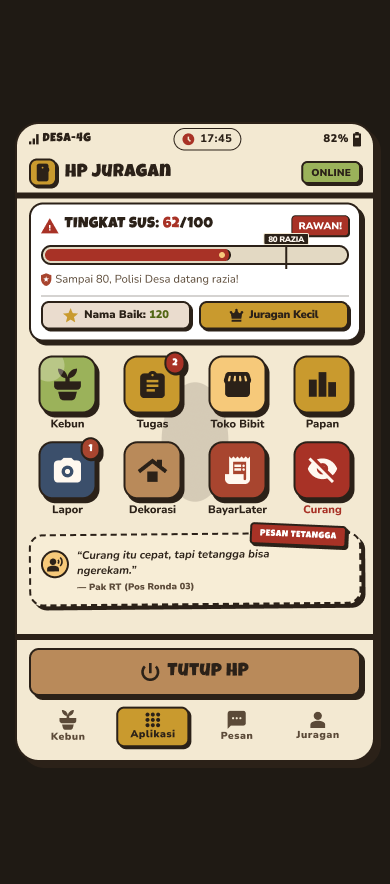 DESA-4G
17:45
82%
HP JURAGAN
ONLINE
TINGKAT SUS: 62/100
RAWAN!
80 RAZIA
Sampai 80, Polisi Desa datang razia!
Nama Baik: 120
Juragan Kecil
2
Kebun
Tugas
Toko Bibit
Papan
1
Lapor
Dekorasi
BayarLater
Curang
PESAN TETANGGA
“Curang itu cepat, tapi tetangga bisa
ngerekam.”
— Pak RT (Pos Ronda 03)
TUTUP HP
Kebun
Aplikasi
Pesan
Juragan